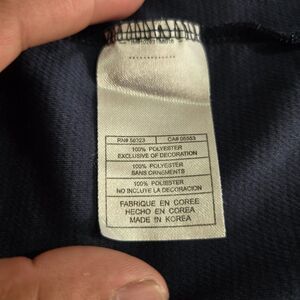 RN# 56323 CA# 05553
100% POLYESTER
EXCLUSIVE OF DECORATION
100% POLYESTER
SANS ORNEMENTS
100% POLIESTER
NO INCLUYE LA DECORACION
FABRIQUE EN COREE
HECHO EN COREA
MADE IN KOREA